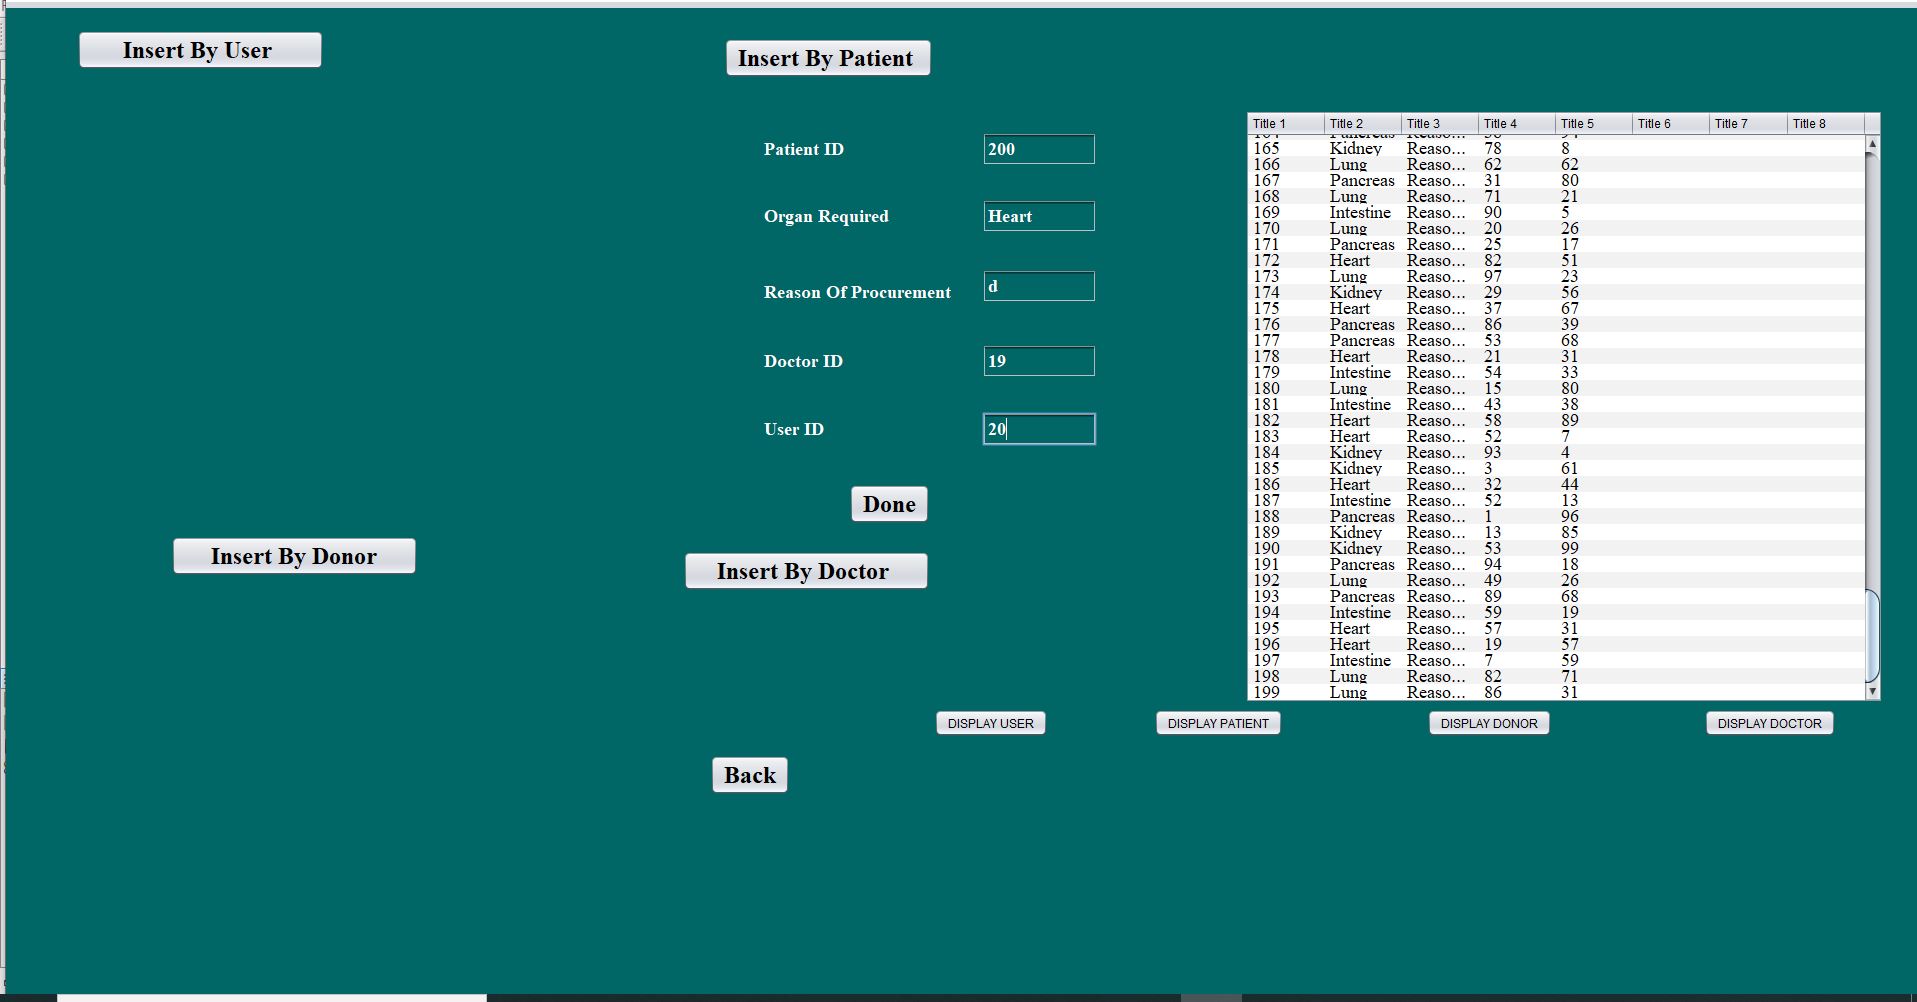 Insert By User
Insert By Patient
Patient ID 200
Organ Required Heart
Reason Of Procurement d
Doctor ID 19
User ID 20
Done
Insert By Donor
Insert By Doctor
Title 1 Title 2 Title 3 Title 4 Title 5 Title 6 Title 7 Title 8
165 Kidney Reaso... 78 8
166 Lung Reaso... 62 62
167 Pancreas Reaso... 31 80
168 Lung Reaso... 71 21
169 Intestine Reaso... 90 5
170 Lung Reaso... 20 26
171 Pancreas Reaso... 25 17
172 Heart Reaso... 82 51
173 Lung Reaso... 97 23
174 Kidney Reaso... 29 56
175 Heart Reaso... 37 67
176 Pancreas Reaso... 86 39
177 Pancreas Reaso... 53 68
178 Heart Reaso... 21 31
179 Intestine Reaso... 54 33
180 Lung Reaso... 15 80
181 Intestine Reaso... 43 38
182 Heart Reaso... 58 89
183 Heart Reaso... 52 7
184 Kidney Reaso... 93 4
185 Kidney Reaso... 3 61
186 Heart Reaso... 32 44
187 Intestine Reaso... 52 13
188 Pancreas Reaso... 1 96
189 Kidney Reaso... 13 85
190 Kidney Reaso... 53 99
191 Pancreas Reaso... 94 18
192 Lung Reaso... 49 26
193 Pancreas Reaso... 89 68
194 Intestine Reaso... 59 19
195 Heart Reaso... 57 31
196 Heart Reaso... 19 57
197 Intestine Reaso... 7 59
198 Lung Reaso... 82 71
199 Lung Reaso... 86 31
DISPLAY USER DISPLAY PATIENT DISPLAY DONOR DISPLAY DOCTOR
Back